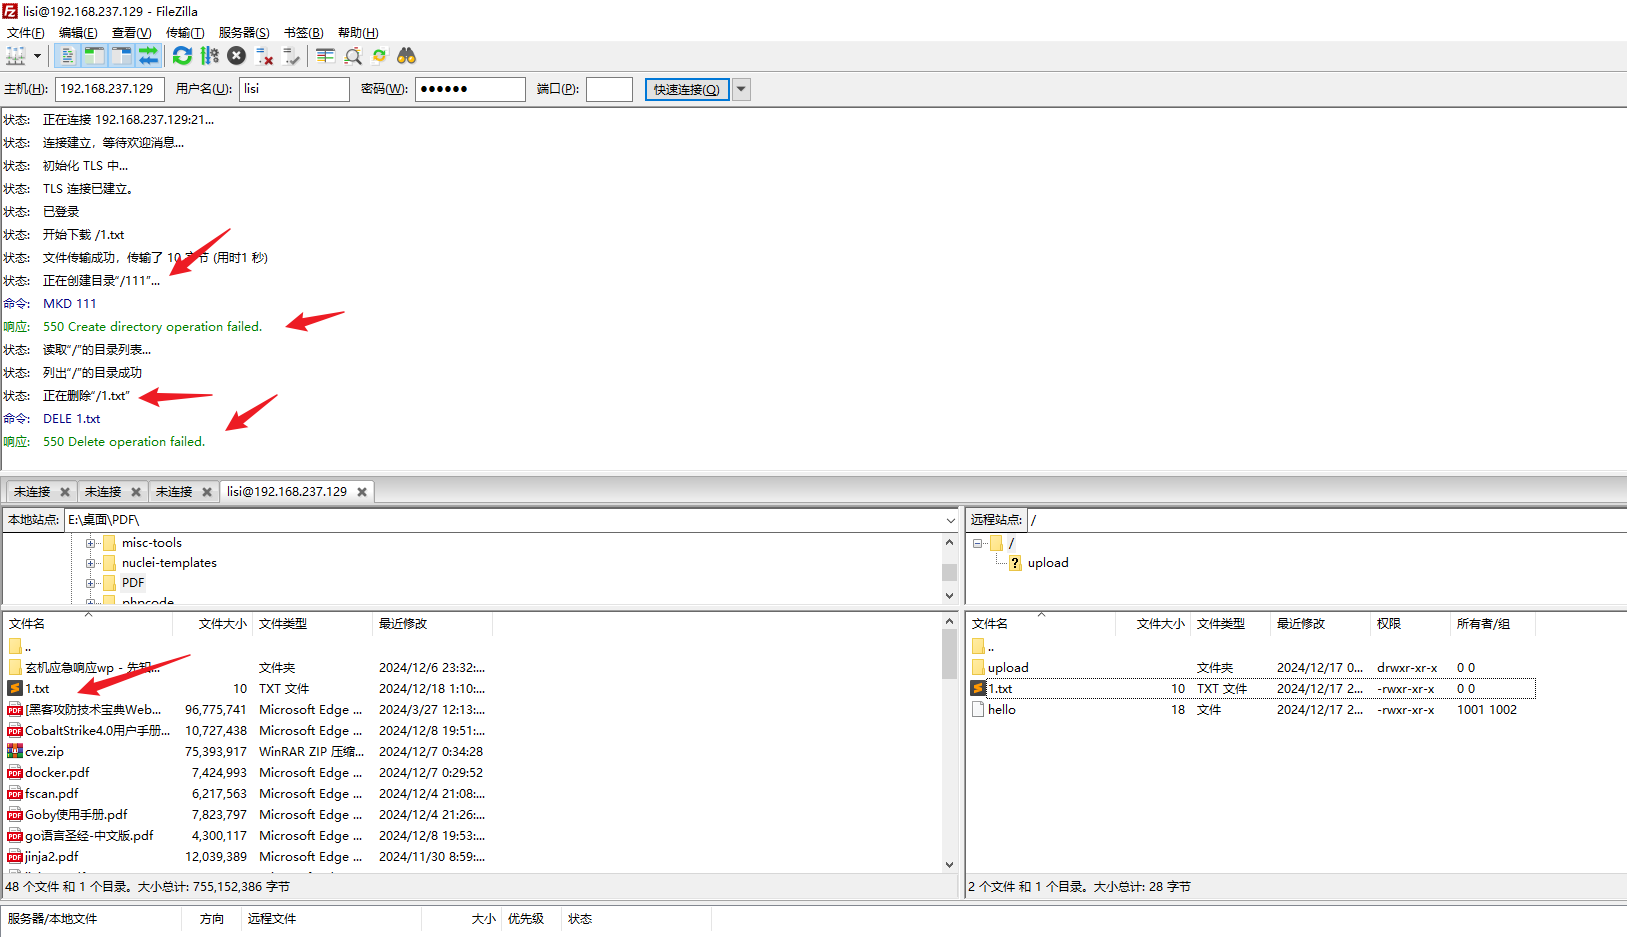 lisi@192.168.237.129 - FileZilla
文件(F) 编辑(E) 查看(V) 传输(T) 服务器(S) 书签(B) 帮助(H)
主机(H): 192.168.237.129 用户名(U): lisi 密码(W): ●●●●●● 端口(P): 快速连接(Q)
状态: 正在连接 192.168.237.129:21...
状态: 连接建立，等待欢迎消息...
状态: 初始化 TLS 中...
状态: TLS 连接已建立。
状态: 已登录
状态: 开始下载 /1.txt
状态: 文件传输成功，传输了 10 字节 (用时1 秒)
状态: 正在创建目录“/111”...
命令: MKD 111
响应: 550 Create directory operation failed.
状态: 读取“/”的目录列表...
状态: 列出“/”的目录成功
状态: 正在删除“/1.txt”
命令: DELE 1.txt
响应: 550 Delete operation failed.
未连接 未连接 未连接 lisi@192.168.237.129
本地站点: E:\桌面\PDF\
misc-tools
nuclei-templates
PDF
phpcode
远程站点: /
/
upload
文件名 文件大小 文件类型 最近修改
..
玄机应急响应wp - 先知... 文件夹 2024/12/6 23:32:...
1.txt 10 TXT 文件 2024/12/18 1:10:...
[黑客攻防技术宝典Web... 96,775,741 Microsoft Edge ... 2024/3/27 12:13:...
CobaltStrike4.0用户手册... 10,727,438 Microsoft Edge ... 2024/12/8 19:51:...
cve.zip 75,393,917 WinRAR ZIP 压缩... 2024/12/7 0:34:28
docker.pdf 7,424,993 Microsoft Edge ... 2024/12/7 0:29:52
fscan.pdf 6,217,563 Microsoft Edge ... 2024/12/4 21:08:...
Goby使用手册.pdf 7,823,797 Microsoft Edge ... 2024/12/4 21:26:...
go语言圣经-中文版.pdf 4,300,117 Microsoft Edge ... 2024/12/8 19:53:...
jinja2.pdf 12,039,389 Microsoft Edge ... 2024/11/30 8:59:...
48 个文件 和 1 个目录。大小总计: 755,152,386 字节
文件名 文件大小 文件类型 最近修改 权限 所有者/组
..
upload 文件夹 2024/12/17 0... drwxr-xr-x 0 0
1.txt 10 TXT 文件 2024/12/17 2... -rwxr-xr-x 0 0
hello 18 文件 2024/12/17 2... -rwxr-xr-x 1001 1002
2 个文件 和 1 个目录。大小总计: 28 字节
服务器/本地文件 方向 远程文件 大小 优先级 状态